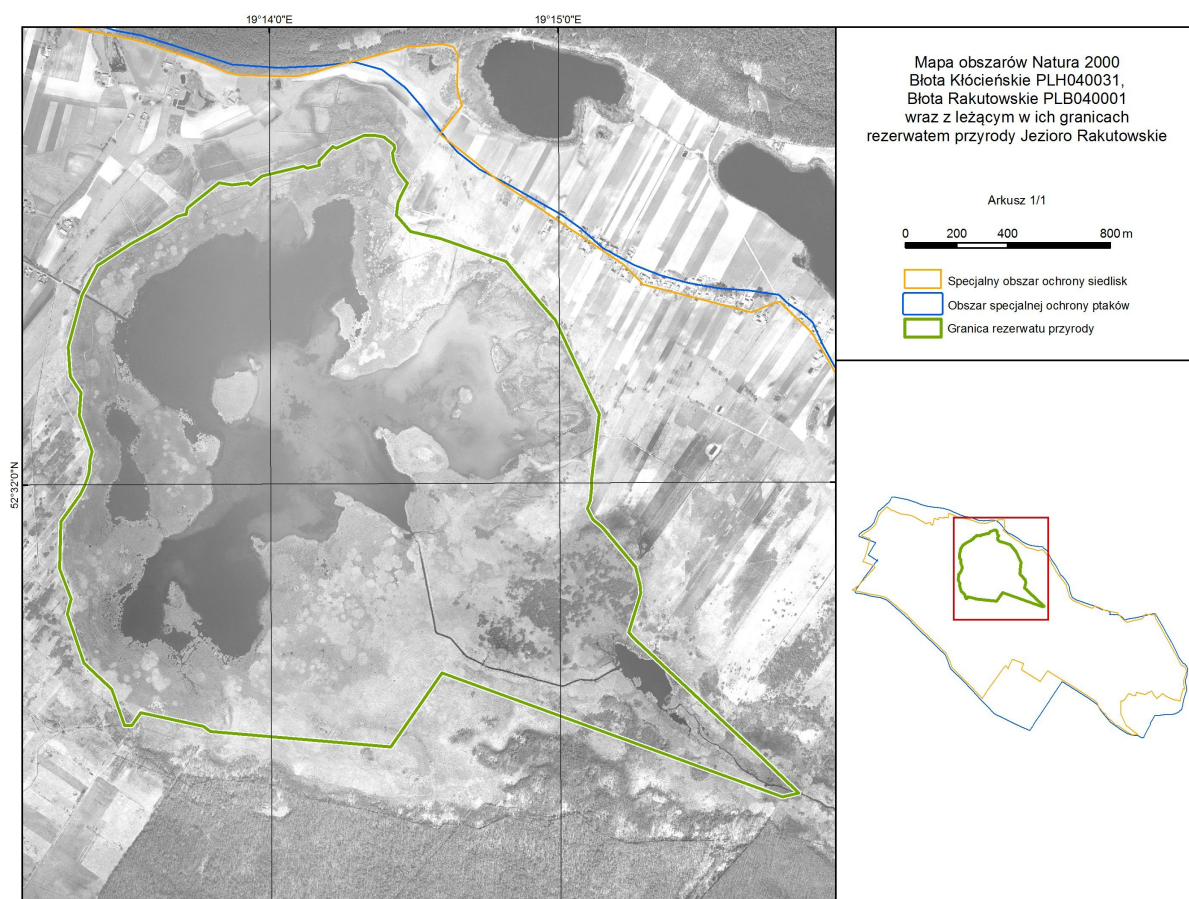 19°14'0"E
19°15'0"E
52°32'0"N
Mapa obszarów Natura 2000
Błota Kłócieńskie PLH040031,
Błota Rakutowskie PLB040001
wraz z leżącym w ich granicach
rezerwatem przyrody Jezioro Rakutowskie
Arkusz 1/1
0 200 400 800 m
Specjalny obszar ochrony siedlisk
Obszar specjalnej ochrony ptaków
Granica rezerwatu przyrody